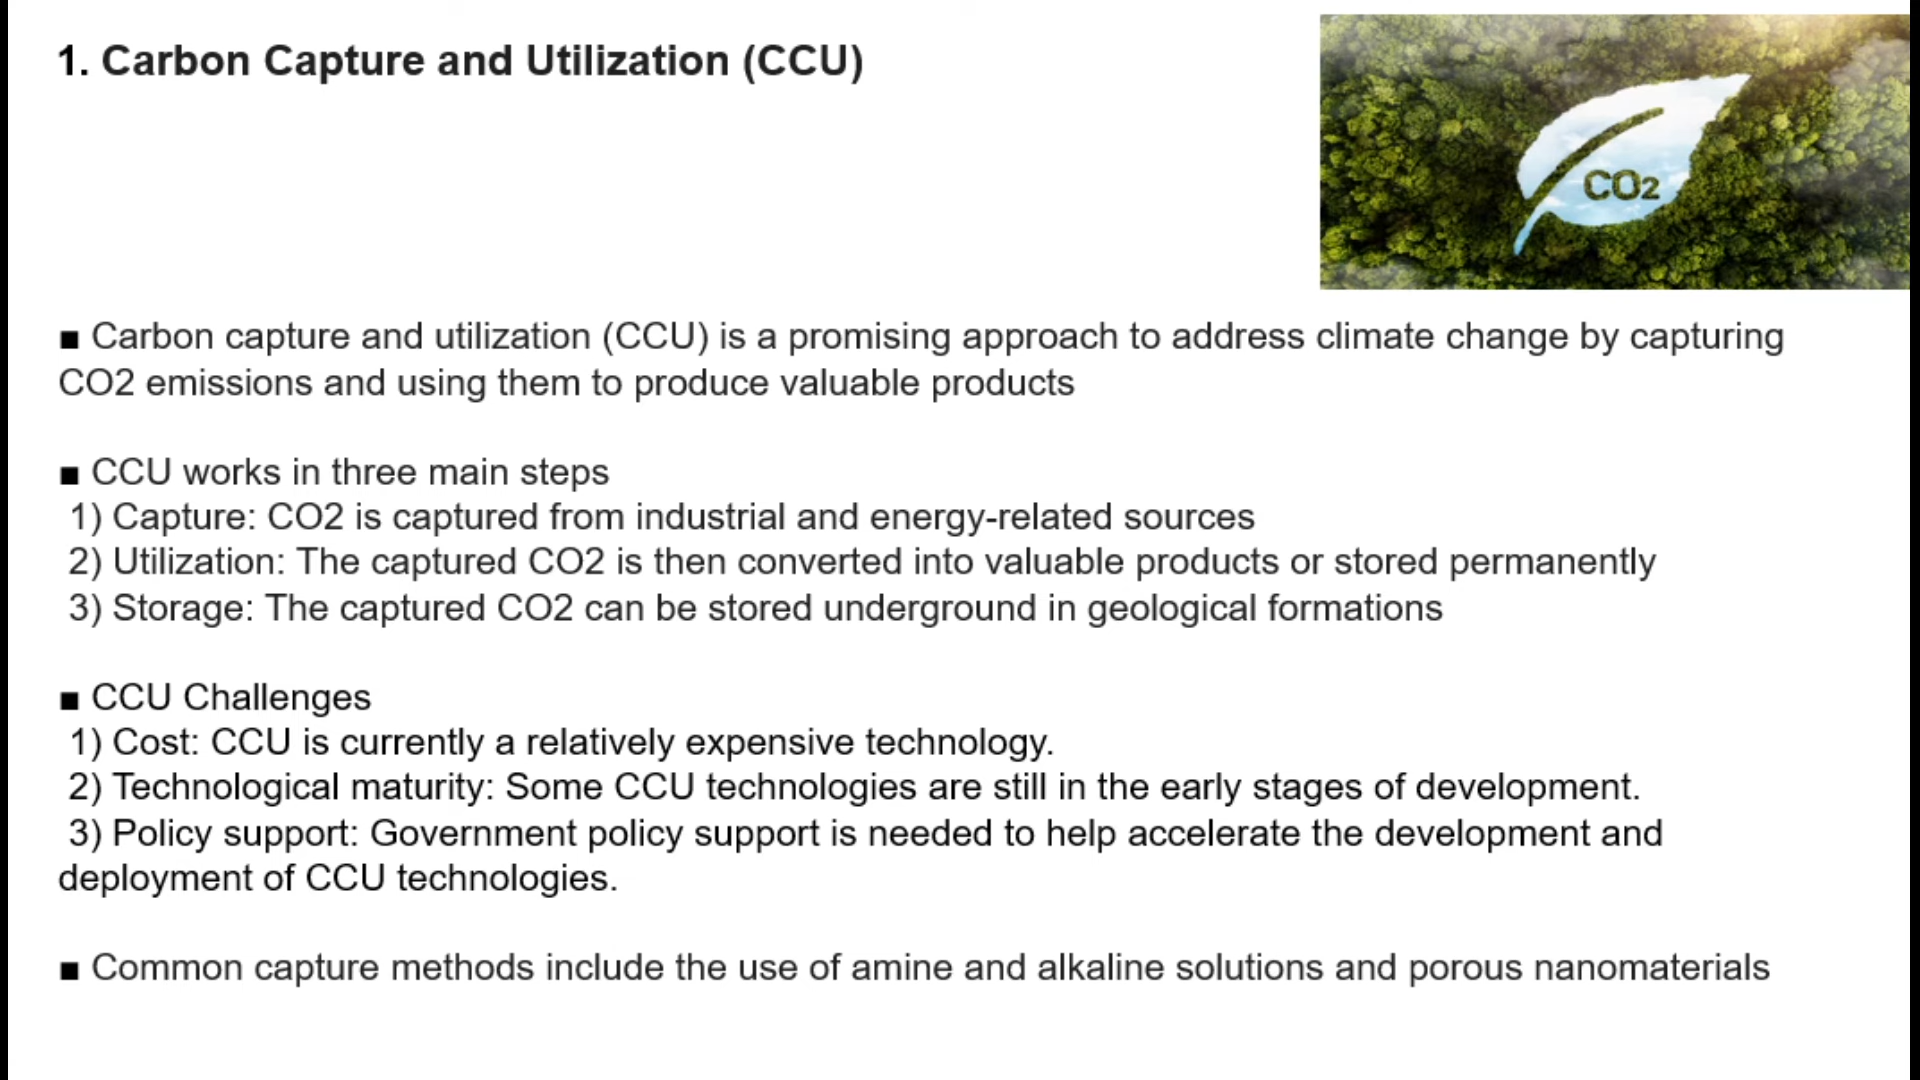 1. Carbon Capture and Utilization (CCU)
CO2
■ Carbon capture and utilization (CCU) is a promising approach to address climate change by capturing
CO2 emissions and using them to produce valuable products
■ CCU works in three main steps
1) Capture: CO2 is captured from industrial and energy-related sources
2) Utilization: The captured CO2 is then converted into valuable products or stored permanently
3) Storage: The captured CO2 can be stored underground in geological formations
■ CCU Challenges
1) Cost: CCU is currently a relatively expensive technology.
2) Technological maturity: Some CCU technologies are still in the early stages of development.
3) Policy support: Government policy support is needed to help accelerate the development and
deployment of CCU technologies.
■ Common capture methods include the use of amine and alkaline solutions and porous nanomaterials